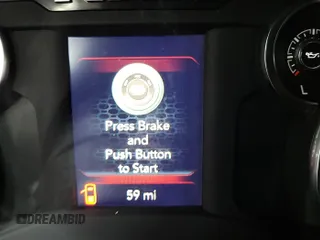 Press Brake
and
Push Button
to Start
59 mi
L
DREAMBID